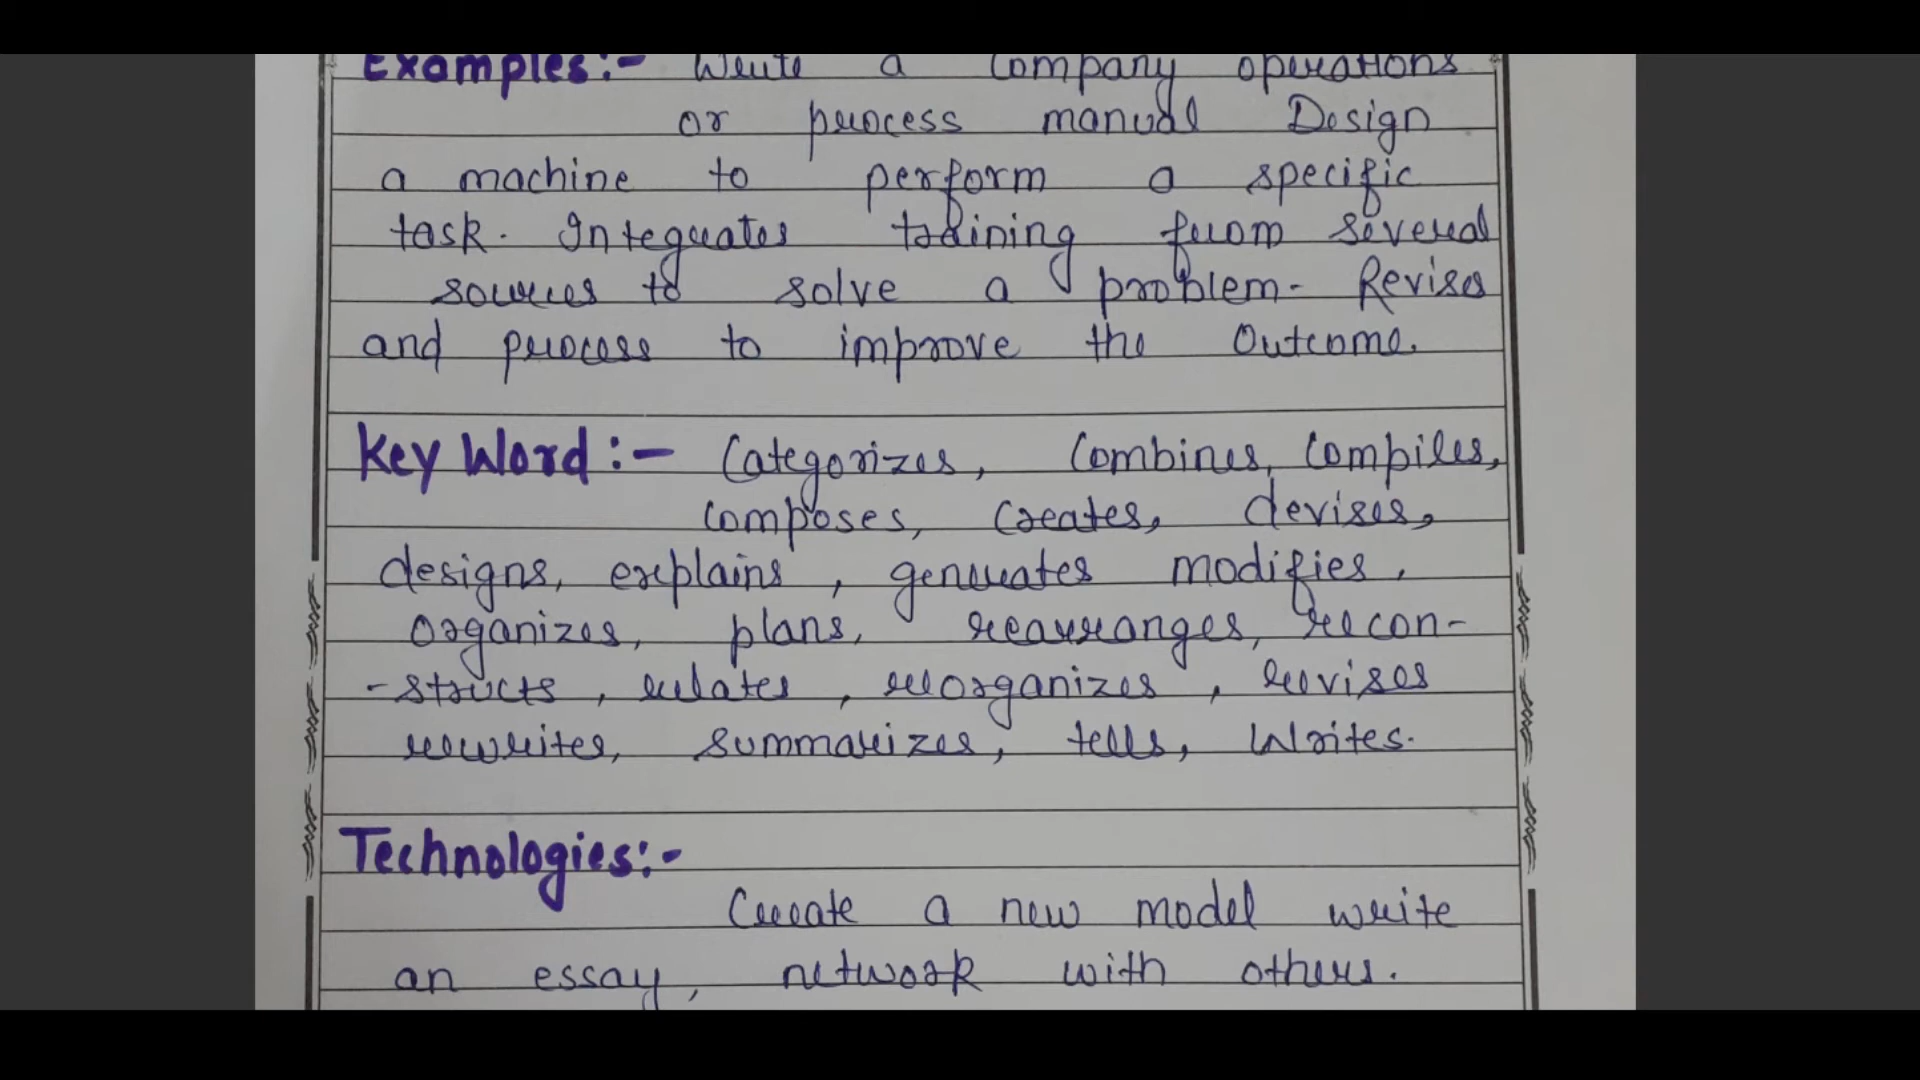 Examples:- Write a company operations
or process manual Design
a machine to perform a specific
task. Integrates training from several
sources to solve a problem- Revises
and process to improve the Outcome.
Key Word:- Categorizes, Combines, Compiles,
composes, creates, devises,
designs, explains, generates modifies,
organizes, plans, rearranges, recon-
-structs, relates, reorganizes, revises
rewrites, summarizes, tells, Writes.
Technologies:-
Create a new model write
an essay, network with others.